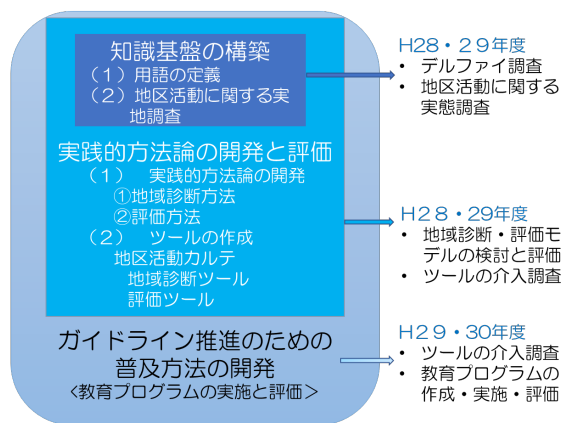 知識基盤の構築
（１）用語の定義
（２）地区活動に関する実
地調査
実践的方法論の開発と評価
（１）　実践的方法論の開発
①地域診断方法
②評価方法
（２）　ツールの作成
地区活動カルテ
地域診断ツール
評価ツール
ガイドライン推進のための
普及方法の開発
<教育プログラムの実施と評価＞
H28・２９年度
• デルファイ調査
• 地区活動に関する
実態調査
H２８・29年度
• 地域診断・評価モ
デルの検討と評価
• ツールの介入調査
H２９・30年度
• ツールの介入調査
• 教育プログラムの
作成・実施・評価